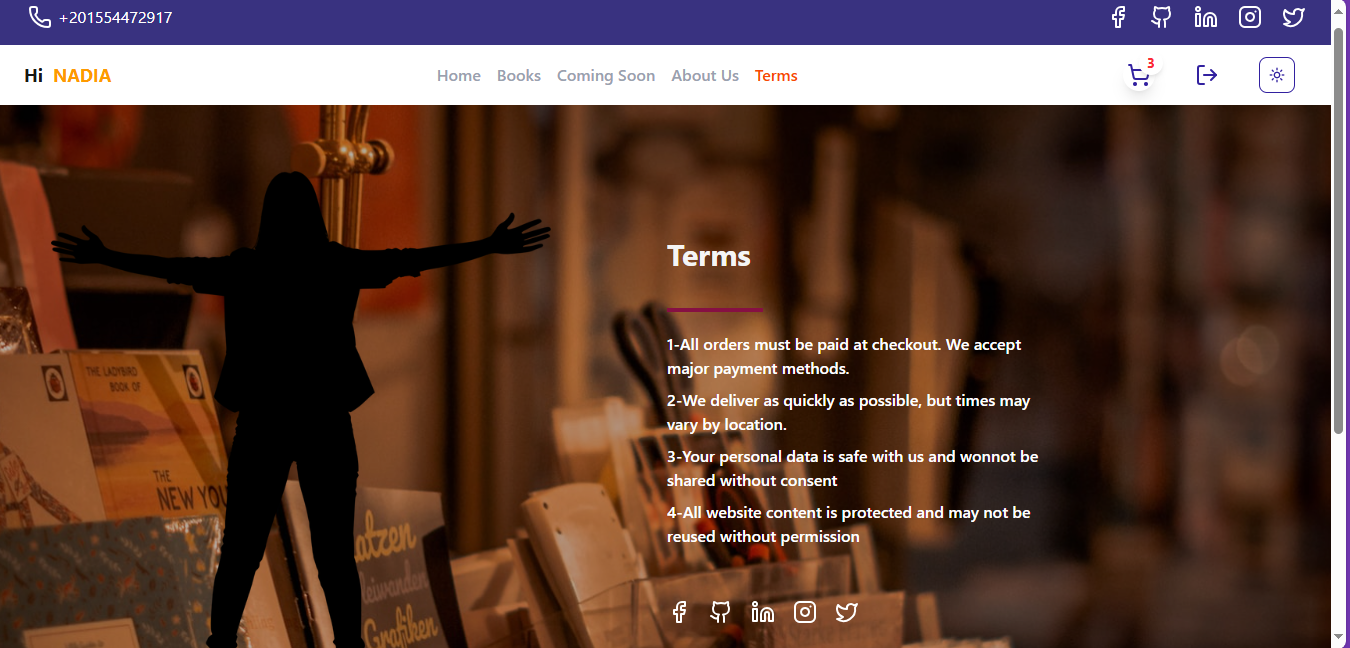 +201554472917
Hi NADIA
Home Books Coming Soon About Us Terms
3
Terms
1-All orders must be paid at checkout. We accept
major payment methods.
2-We deliver as quickly as possible, but times may
vary by location.
3-Your personal data is safe with us and wonnot be
shared without consent
4-All website content is protected and may not be
reused without permission
THE LADYBIRD
BOOK OF
THE
NEW YOU
atzen
leiwanden
Grafiken